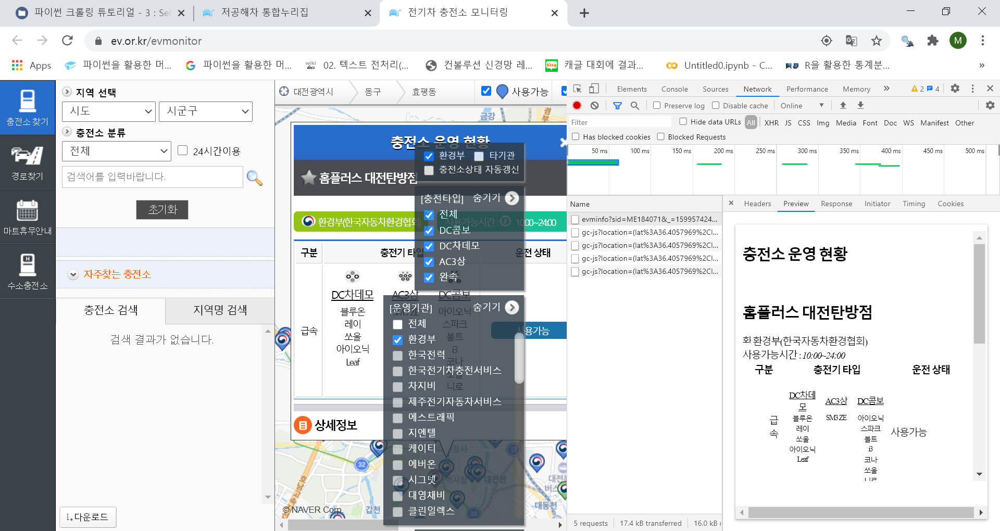 파이썬 크롤링 튜토리얼 - 3 : Sel
저공해차 통합누리집
전기차 충전소 모니터링
ev.or.kr/evmonitor
M
Apps
파이썬을 활용한 머...
파이썬을 활용한 머...
wiki docs
02. 텍스트 전처리(...
컨볼루션 신경망 레...
blog
캐글 대회에 결과...
Untitled0.ipynb - C...
R을 활용한 통계분...
»
충전소 찾기
경로찾기
마트휴무안내
수소충전소
지역 선택
시도
시군구
충전소 분류
전체
24시간이용
검색어를 입력바랍니다.
초기화
자주찾는 충전소
충전소 검색
지역명 검색
검색 결과가 없습니다.
다운로드
대전광역시
동구
효평동
사용가능
금강
충전소 운영 현황
홈플러스 대전탄방점
환경부(한국자동차환경협회)
사용가능시간 : 10:00~24:00
구분
충전기 타입
운전 상태
급속
DC차데모
블루온
레이
쏘울
아이오닉
Leaf
AC3상
SM3 ZE
DC콤보
아이오닉
스파크
볼트
i3
코나
쏘울
니로
사용가능
상세정보
환경부
타기관
충전소상태 자동갱신
[충전타입]
숨기기
전체
DC콤보
DC차데모
AC3상
완속
[운영기관]
숨기기
전체
환경부
한국전력
한국전기차충전서비스
차지비
제주전기자동차서비스
에스트래픽
지엔텔
케이티
에버온
시그넷
대영채비
클린일렉스
32
17
32
대전천
대동천
갑천
© NAVER Corp.
Elements
Console
Sources
Network
Performance
Memory
»
2
4
Preserve log
Disable cache
Online
Filter
Hide data URLs
All
XHR
JS
CSS
Img
Media
Font
Doc
WS
Manifest
Other
Has blocked cookies
Blocked Requests
50 ms
100 ms
150 ms
200 ms
250 ms
300 ms
350 ms
400 ms
450 ms
500 ms
Name
evminfo?sid=ME184071&_=159957424...
gc-js?location=(lat%3A36.4057969%2Cl...
gc-js?location=(lat%3A36.4057969%2Cl...
gc-js?location=(lat%3A36.4057969%2Cl...
gc-js?location=(lat%3A36.4057969%2Cl...
5 requests
17.4 kB transferred
16.0 kB r
Headers
Preview
Response
Initiator
Timing
Cookies
충전소 운영 현황
홈플러스 대전탄방점
환경부(한국자동차환경협회)
사용가능시간 : 10:00~24:00
구분
충전기 타입
운전 상태
급
속
DC차데
모
블루온
레이
쏘울
아이오닉
Leaf
AC3상
SM3 ZE
DC콤보
아이오닉
스파크
볼트
i3
코나
쏘울
니로
사용가능